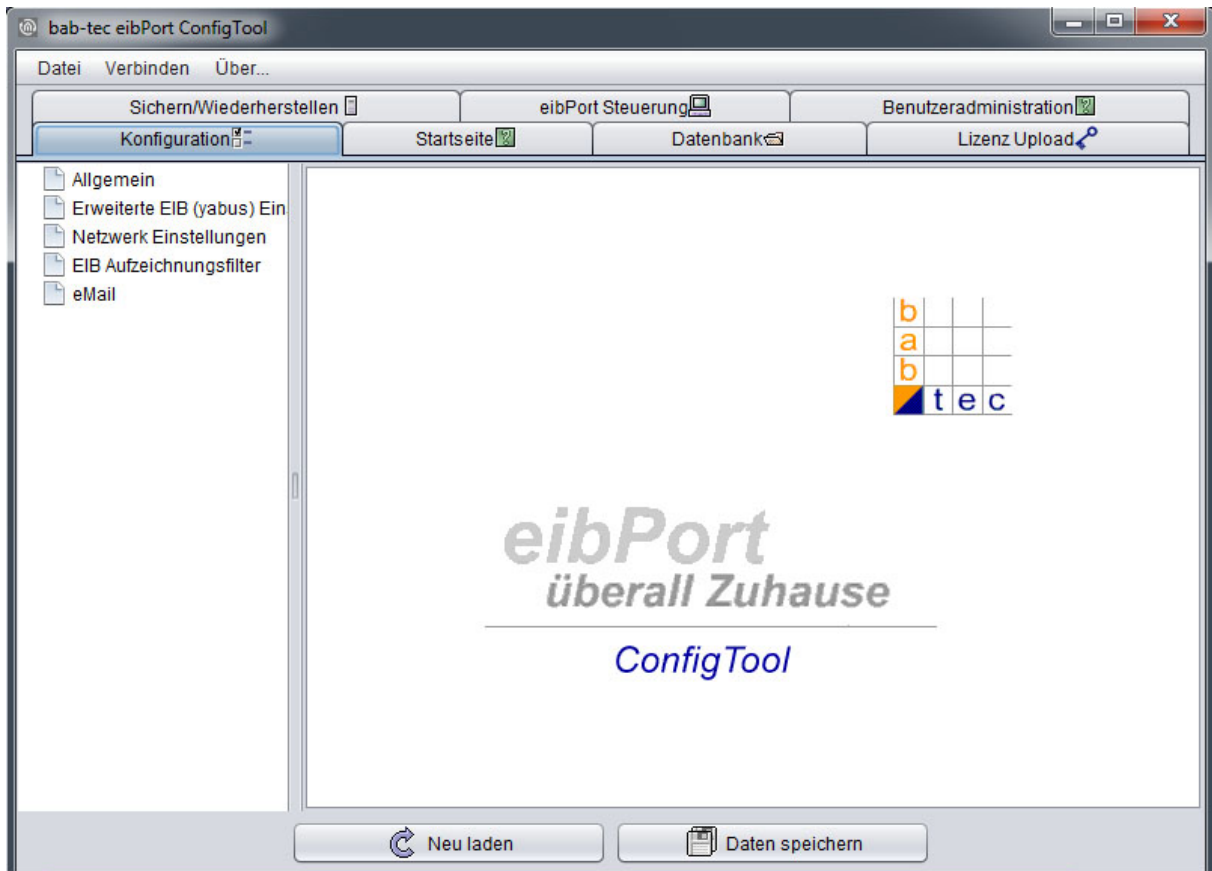 bab-tec eibPort ConfigTool
Datei Verbinden Über...
Sichern/Wiederherstellen eibPort Steuerung Benutzeradministration
Konfiguration Startseite Datenbank Lizenz Upload
Allgemein
Erweiterte EIB (yabus) Ein
Netzwerk Einstellungen
EIB Aufzeichnungsfilter
eMail
b
a
b
t e c
eibPort
überall Zuhause
ConfigTool
Neu laden Daten speichern